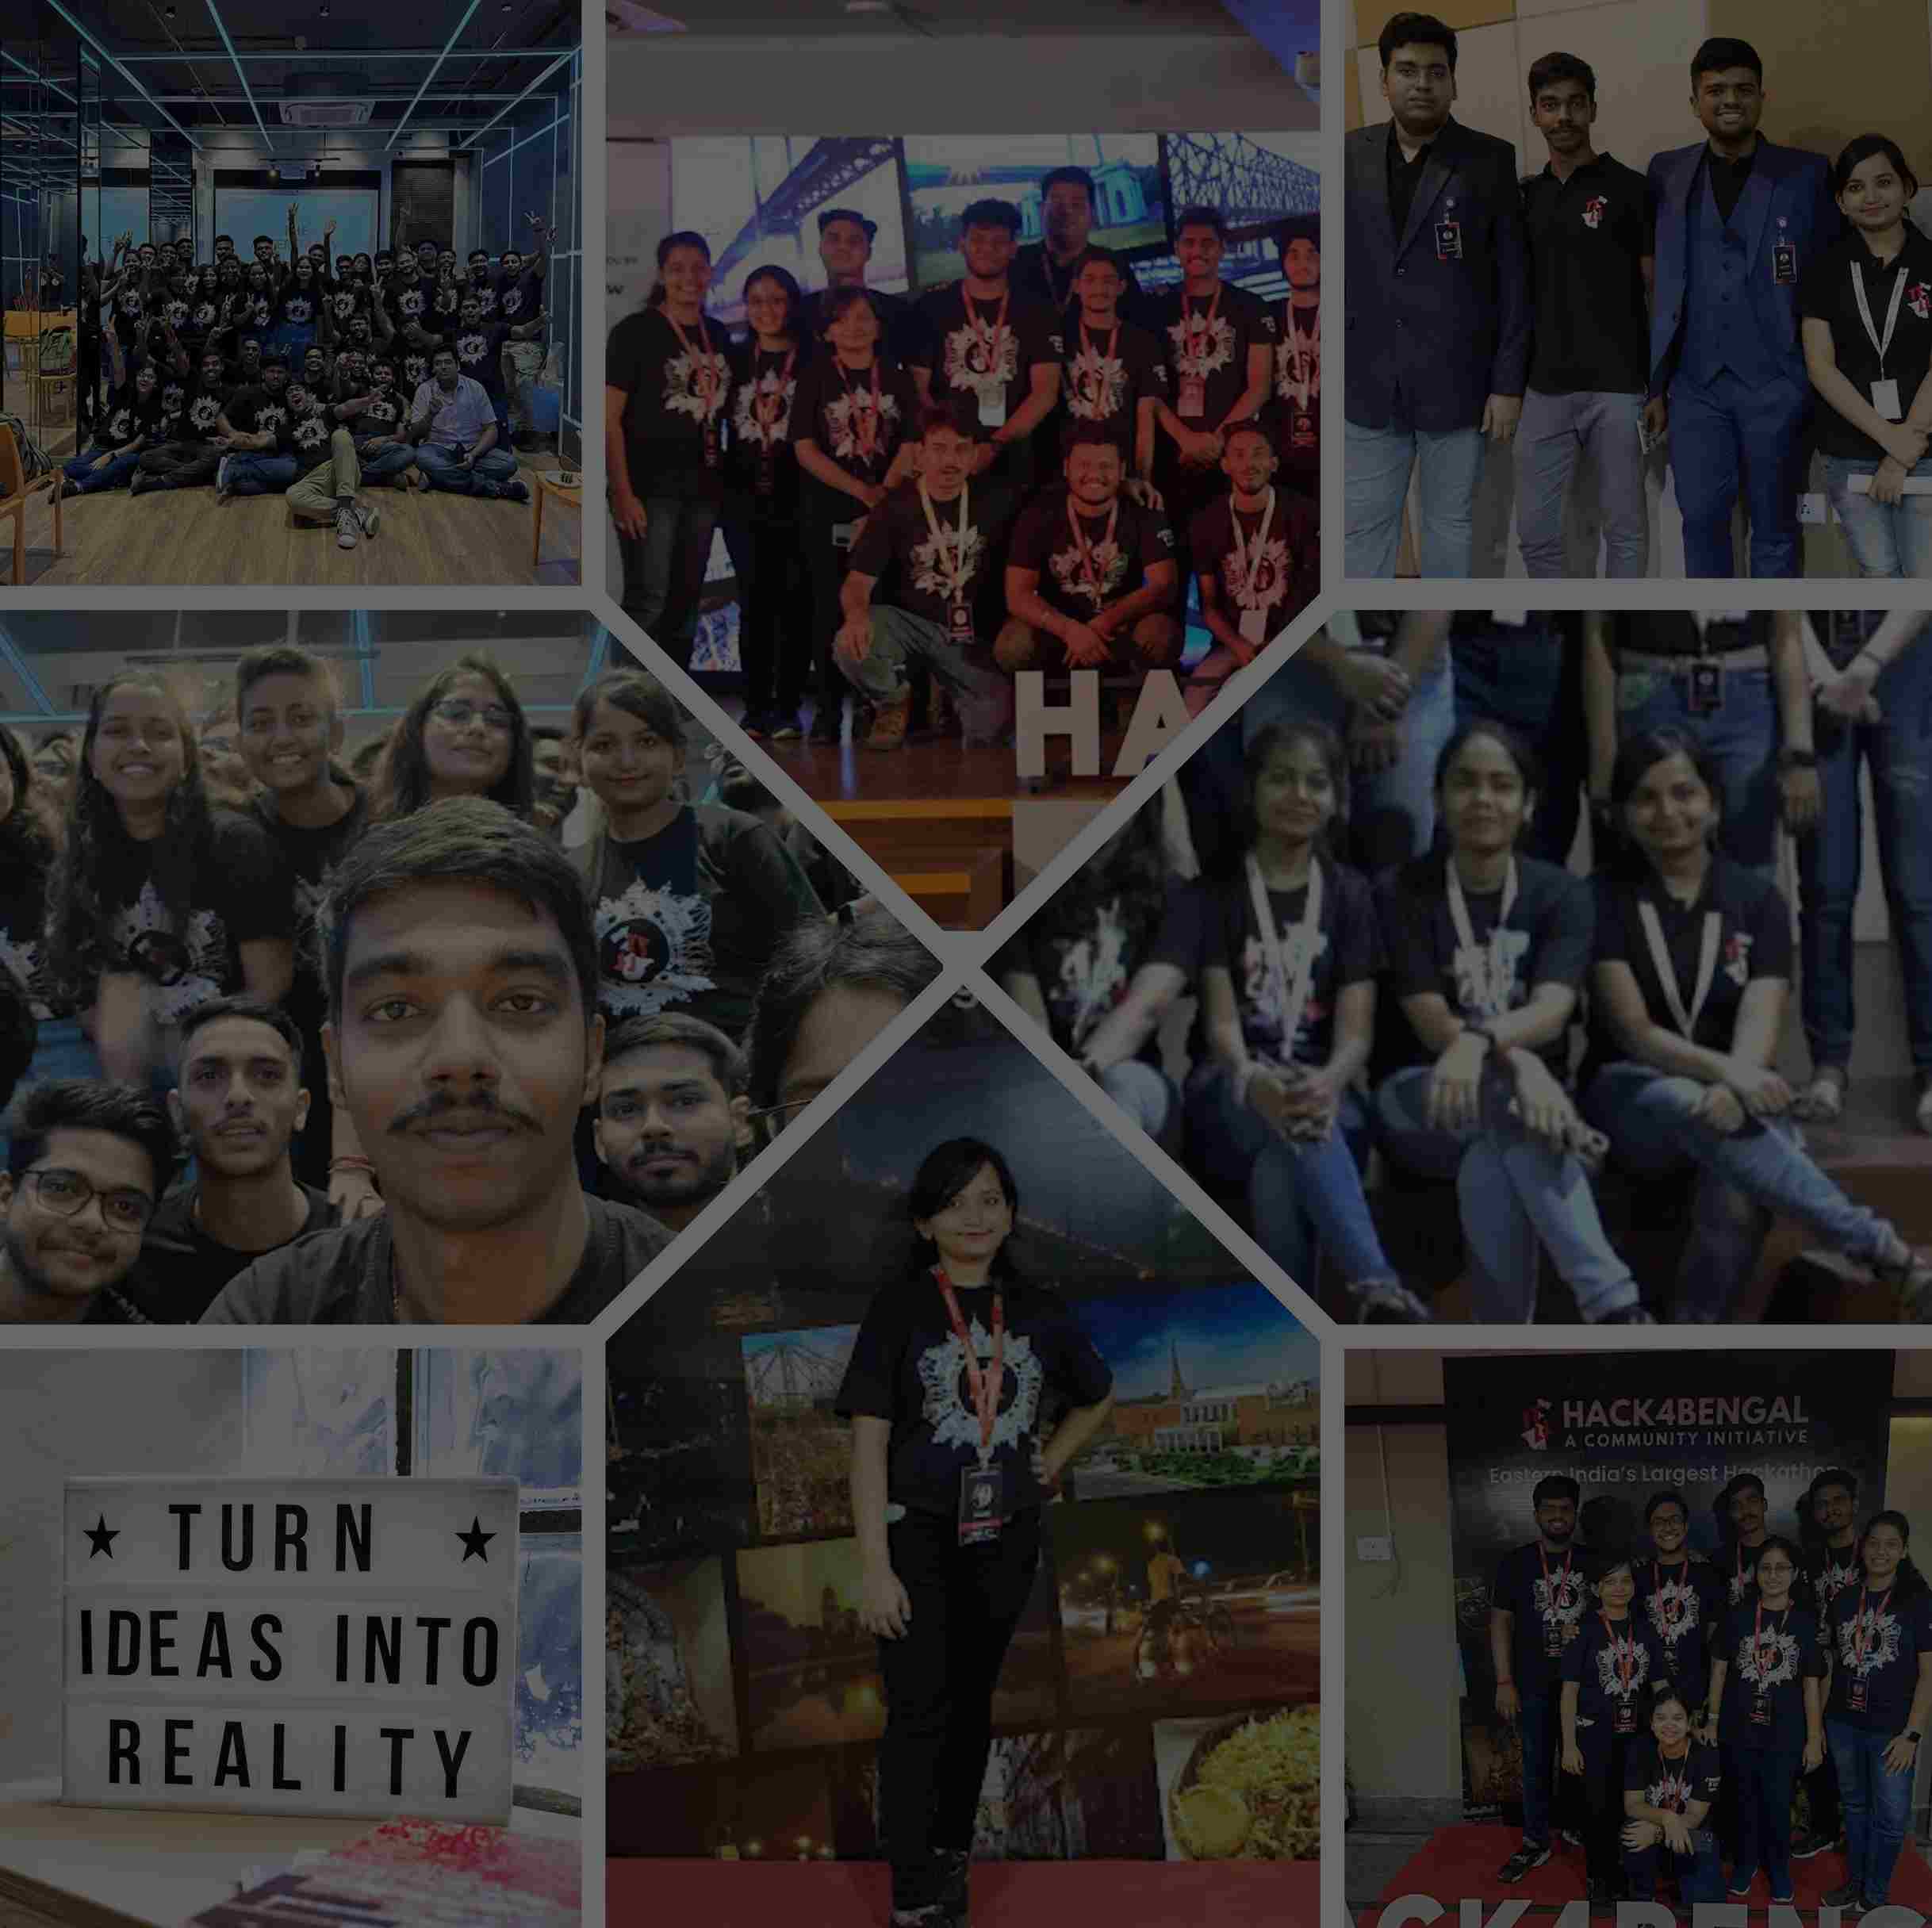 HA
TURN
IDEAS INTO
REALITY
HACK4BENGAL
A COMMUNITY INITIATIVE
Eastern India's Largest Hackathon